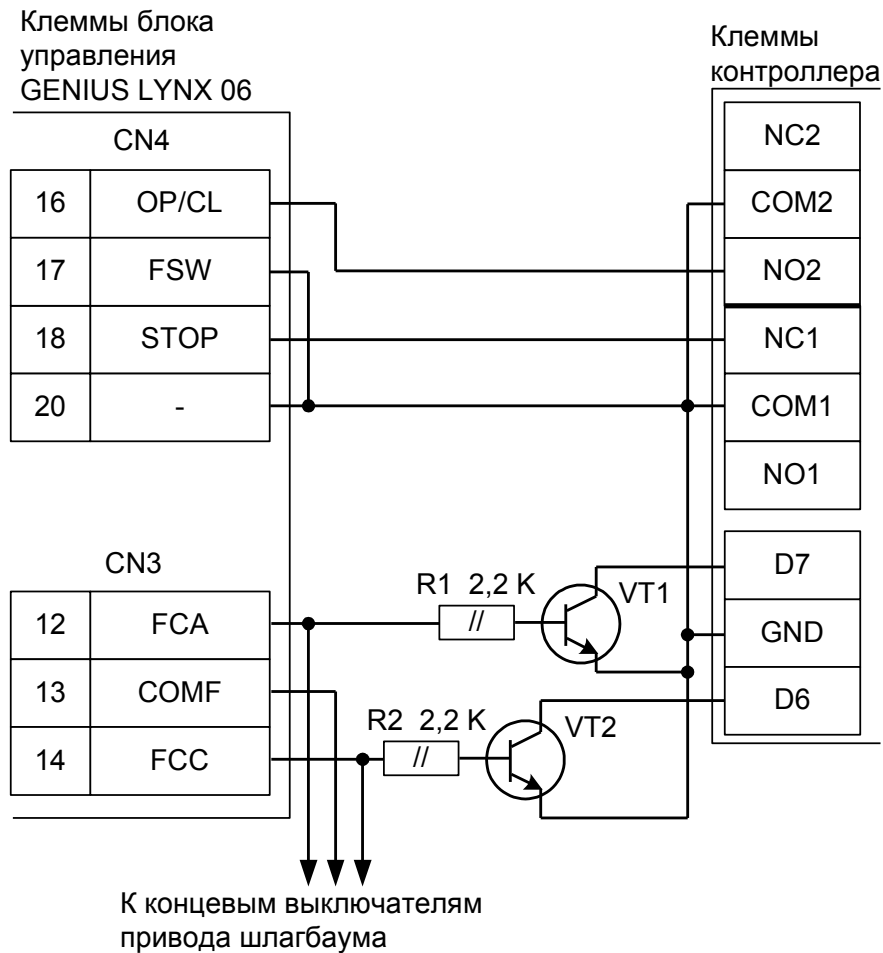 Клеммы блока
управления
GENIUS LYNX 06
Клеммы
контроллера
CN4
16 OP/CL
17 FSW
18 STOP
20 -
NC2
COM2
NO2
NC1
COM1
NO1
CN3
12 FCA
13 COMF
14 FCC
R1 2,2 K
//
VT1
R2 2,2 K
//
VT2
D7
GND
D6
К концевым выключателям
привода шлагбаума